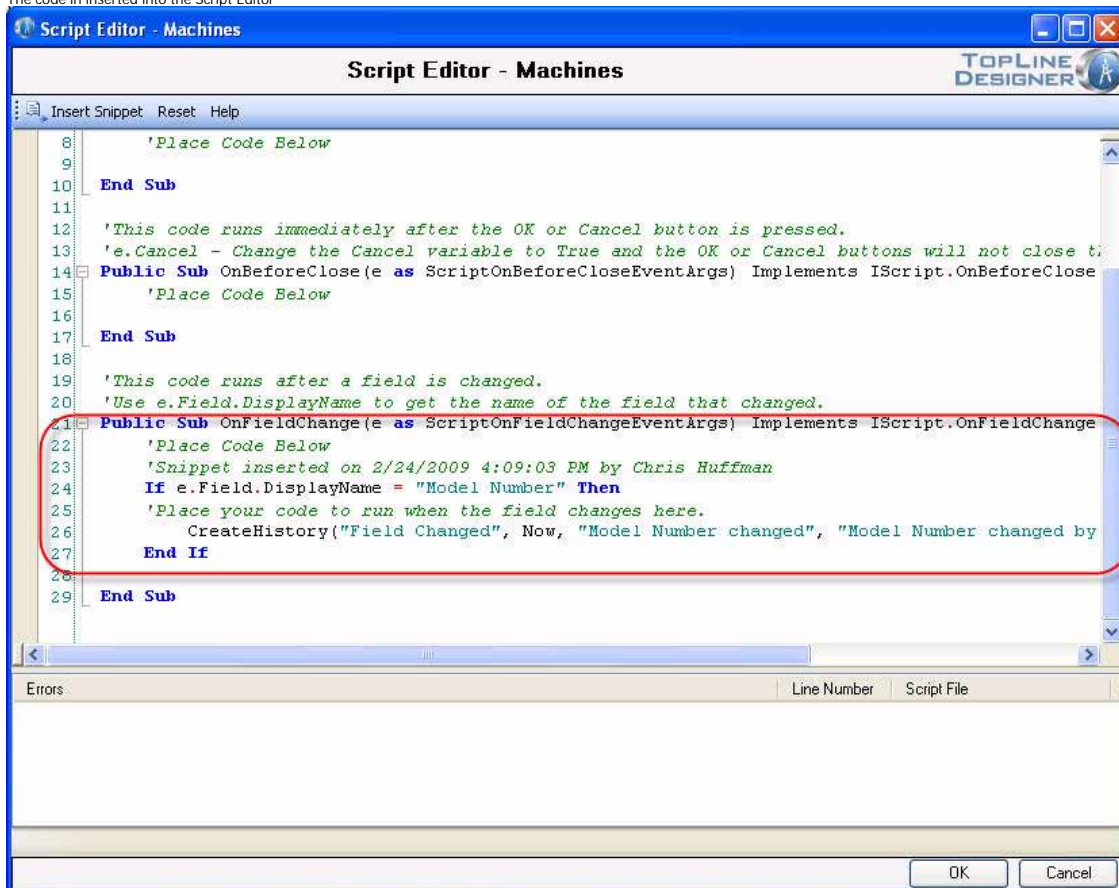 The code in inserted into the Script Editor
Script Editor - Machines
Script Editor - Machines
TOPLINE
DESIGNER
Insert Snippet Reset Help
8 'Place Code Below
9
10 End Sub
11
12 'This code runs immediately after the OK or Cancel button is pressed.
13 'e.Cancel - Change the Cancel variable to True and the OK or Cancel buttons will not close
14 Public Sub OnBeforeClose(e as ScriptOnBeforeCloseEventArgs) Implements IScript.OnBeforeClose
15 'Place Code Below
16
17 End Sub
18
19 'This code runs after a field is changed.
20 'Use e.Field.DisplayName to get the name of the field that changed.
21 Public Sub OnFieldChange(e as ScriptOnFieldChangeEventArgs) Implements IScript.OnFieldChange
22 'Place Code Below
23 'Snippet inserted on 2/24/2009 4:09:03 PM by Chris Huffman
24 If e.Field.DisplayName = "Model Number" Then
25 'Place your code to run when the field changes here.
26 CreateHistory("Field Changed", Now, "Model Number changed", "Model Number changed by
27 End If
28
29 End Sub
Errors Line Number Script File
OK Cancel